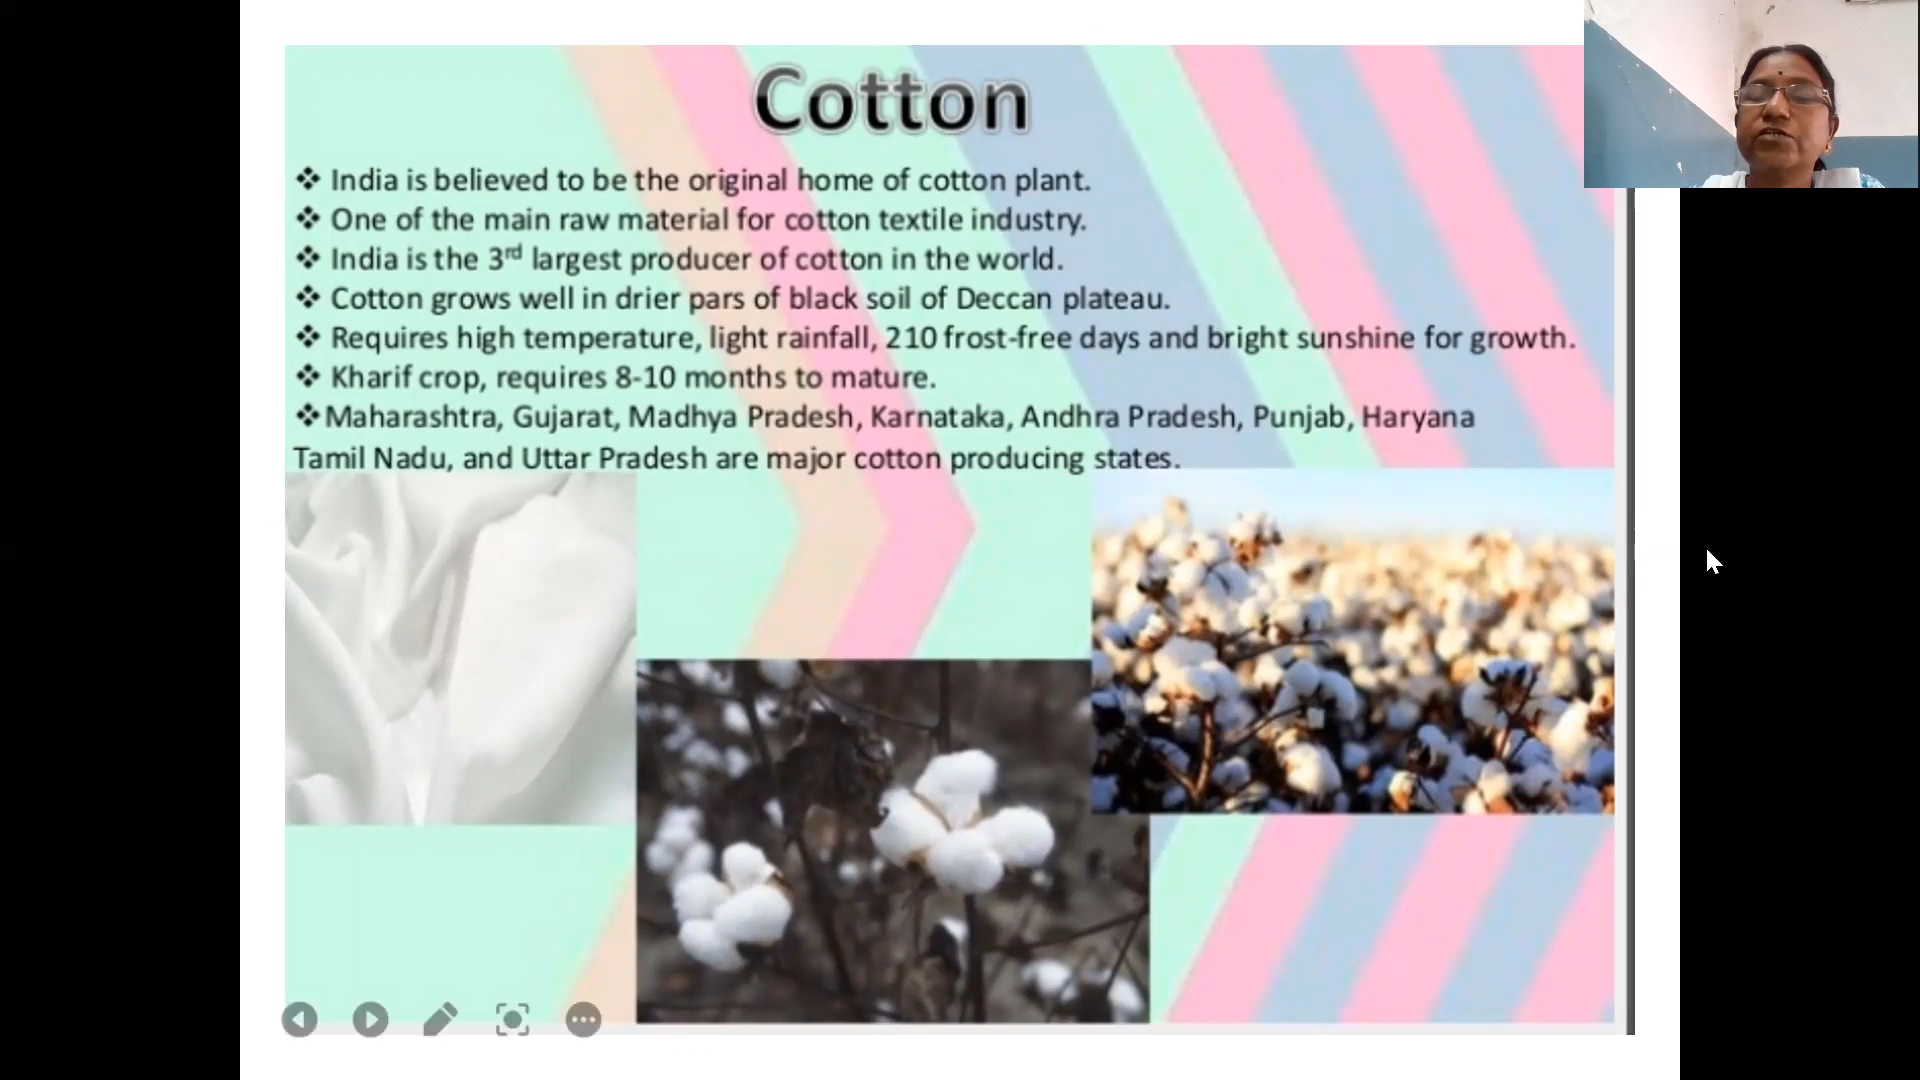 Cotton
❖ India is believed to be the original home of cotton plant.
❖ One of the main raw material for cotton textile industry.
❖ India is the 3rd largest producer of cotton in the world.
❖ Cotton grows well in drier pars of black soil of Deccan plateau.
❖ Requires high temperature, light rainfall, 210 frost-free days and bright sunshine for growth.
❖ Kharif crop, requires 8-10 months to mature.
❖Maharashtra, Gujarat, Madhya Pradesh, Karnataka, Andhra Pradesh, Punjab, Haryana
Tamil Nadu, and Uttar Pradesh are major cotton producing states.